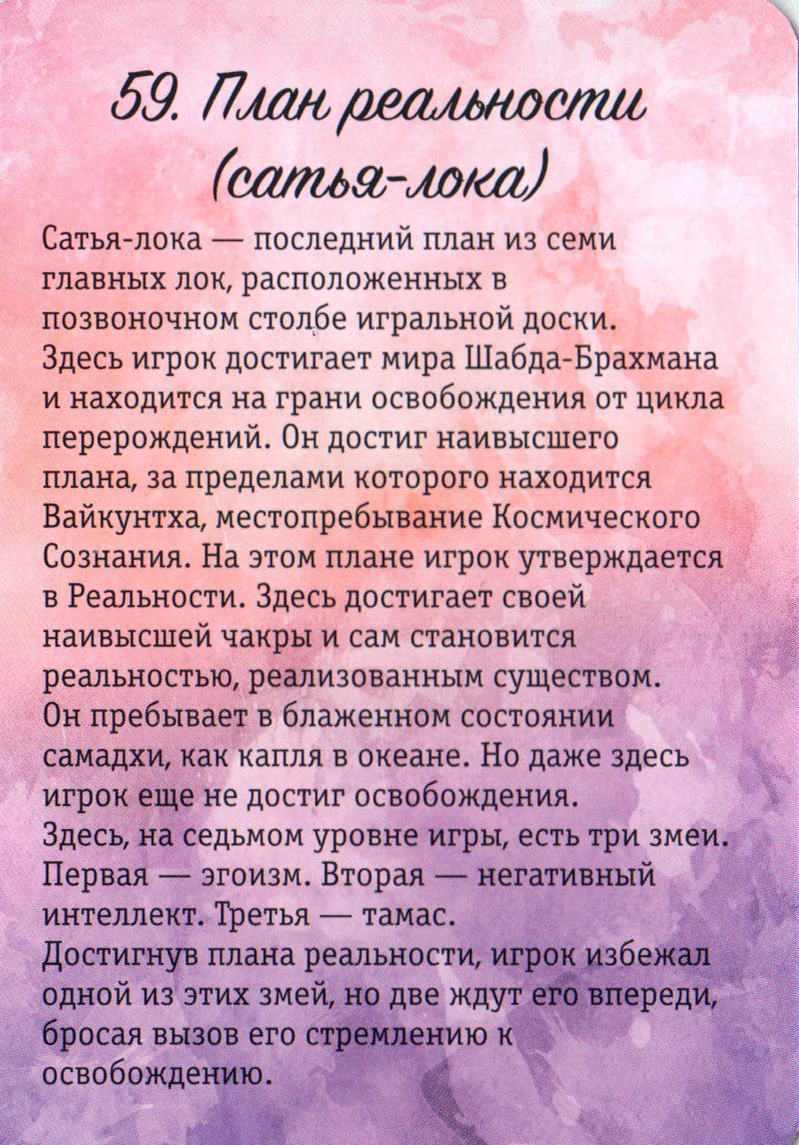 59. План реальности
(сатья-лока)
Сатья-лока — последний план из семи
главных лок, расположенных в
позвоночном столбе игральной доски.
Здесь игрок достигает мира Шабда-Брахмана
и находится на грани освобождения от цикла
перерождений. Он достиг наивысшего
плана, за пределами которого находится
Вайкунтха, местопребывание Космического
Сознания. На этом плане игрок утверждается
в Реальности. Здесь достигает своей
наивысшей чакры и сам становится
реальностью, реализованным существом.
Он пребывает в блаженном состоянии
самадхи, как капля в океане. Но даже здесь
игрок еще не достиг освобождения.
Здесь, на седьмом уровне игры, есть три змеи.
Первая — эгоизм. Вторая — негативный
интеллект. Третья — тамас.
Достигнув плана реальности, игрок избежал
одной из этих змей, но две ждут его впереди,
бросая вызов его стремлению к
освобождению.